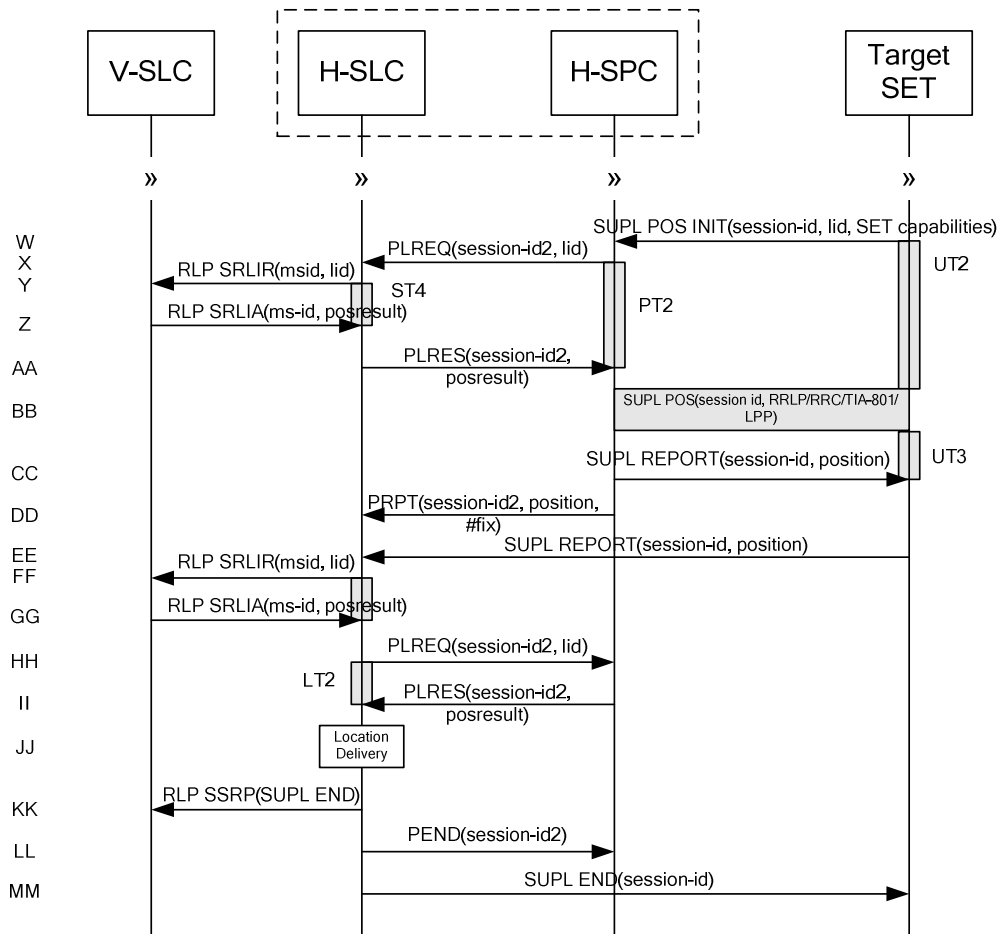 V-SLC
H-SLC
H-SPC
Target
SET
»
»
»
»
W
SUPL POS INIT(session-id, lid, SET capabilities)
X
PLREQ(session-id2, lid)
UT2
Y
RLP SRLIR(msid, lid)
ST4
PT2
Z
RLP SRLIA(ms-id, posresult)
AA
PLRES(session-id2,
posresult)
BB
SUPL POS(session id, RRLP/RRC/TIA-801/
LPP)
CC
SUPL REPORT(session-id, position)
UT3
DD
PRPT(session-id2, position,
#fix)
EE
SUPL REPORT(session-id, position)
FF
RLP SRLIR(msid, lid)
GG
RLP SRLIA(ms-id, posresult)
HH
PLREQ(session-id2, lid)
LT2
II
PLRES(session-id2,
posresult)
JJ
Location
Delivery
KK
RLP SSRP(SUPL END)
LL
PEND(session-id2)
MM
SUPL END(session-id)